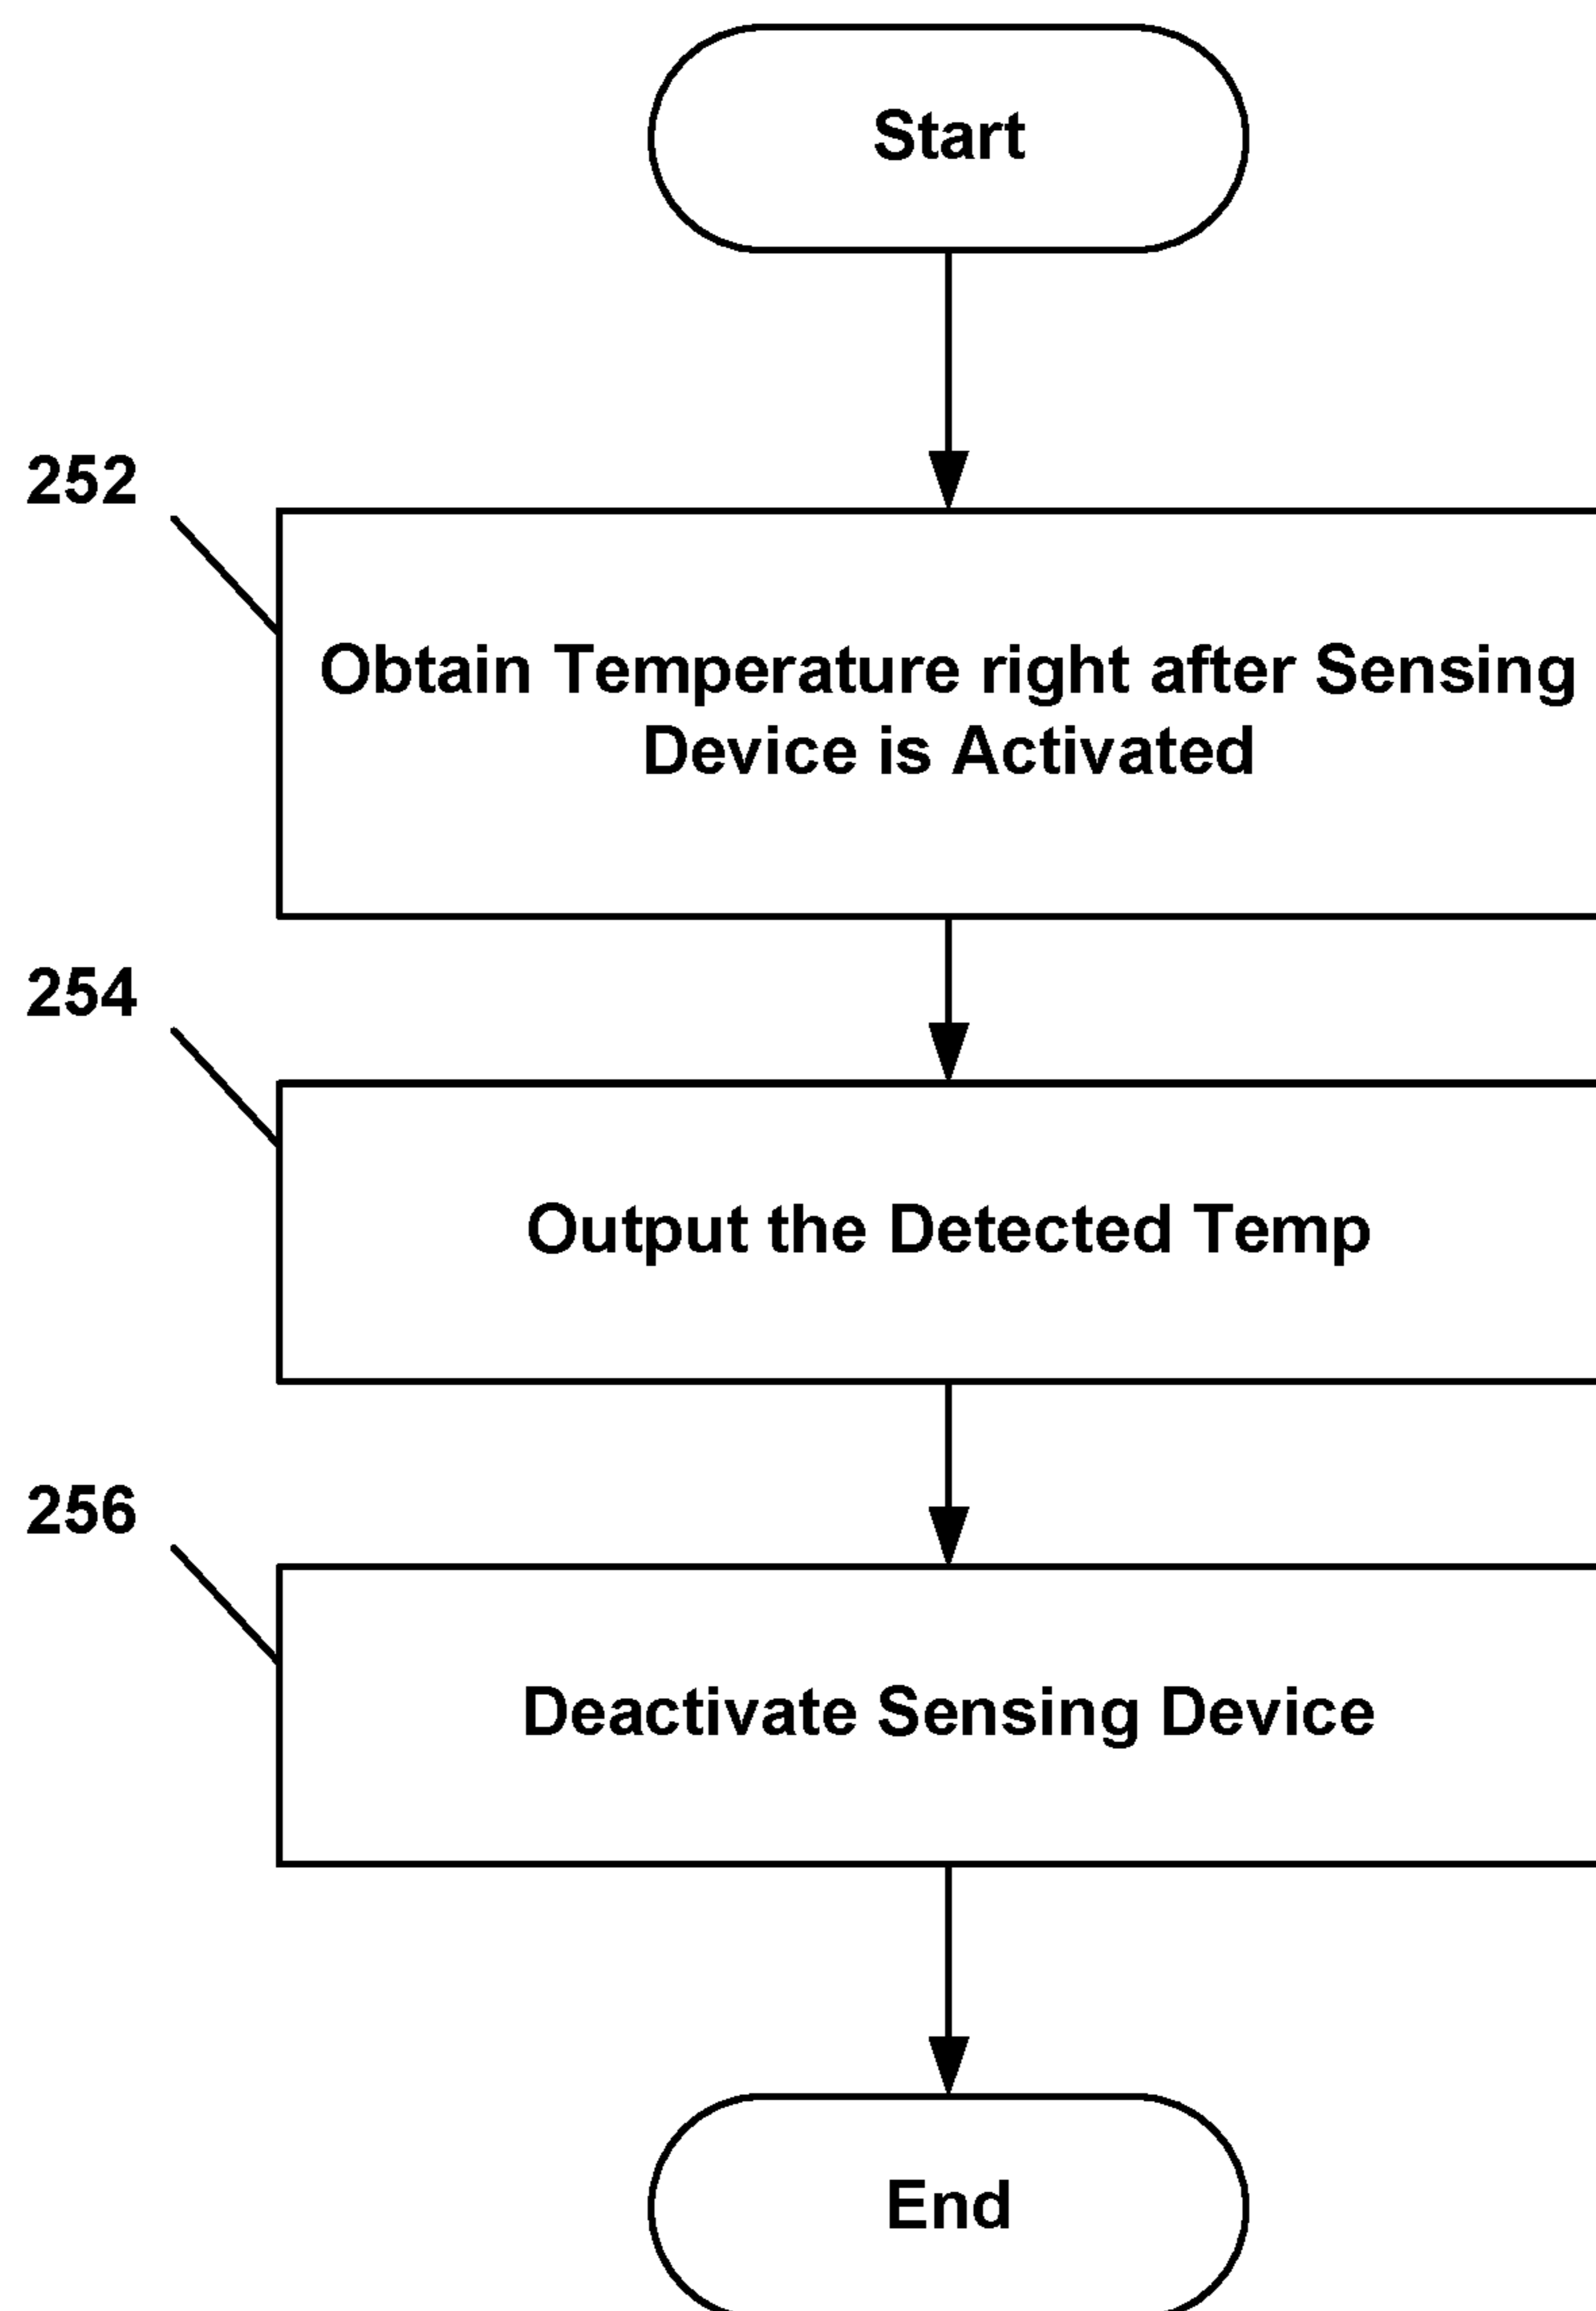 Start
252
Obtain Temperature right after Sensing
Device is Activated
254
Output the Detected Temp
256
Deactivate Sensing Device
End